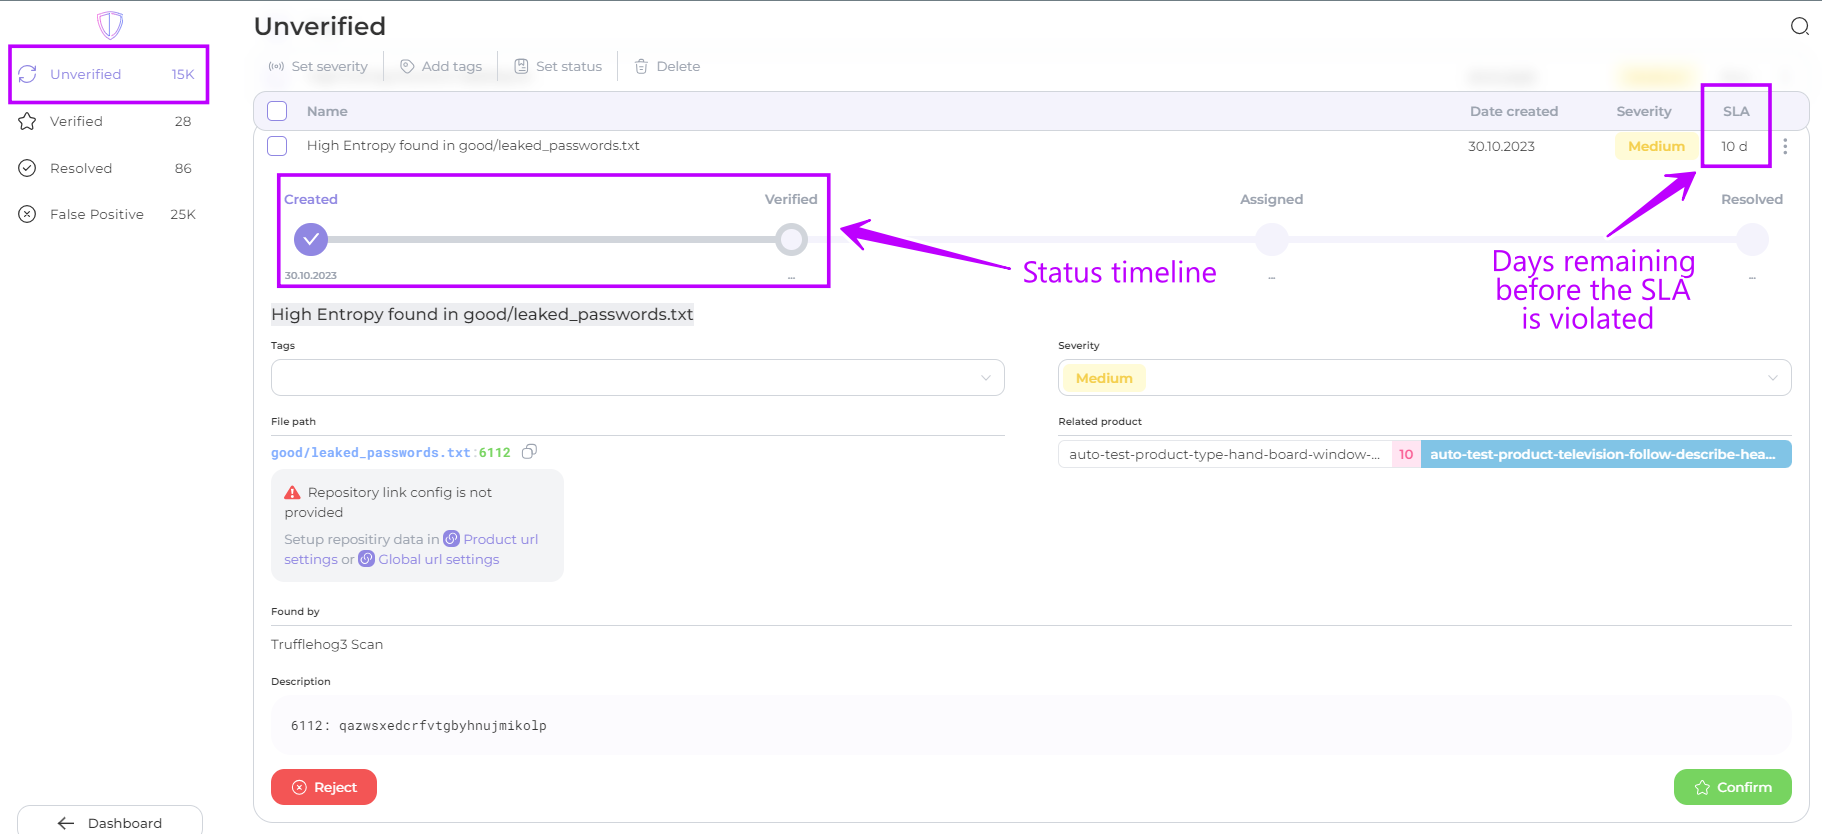 Unverified
Unverified 15K
Verified 28
Resolved 86
False Positive 25K
Set severity Add tags Set status Delete
Name Date created Severity SLA
High Entropy found in good/leaked_passwords.txt 30.10.2023 Medium 10 d
Created Verified Assigned Resolved
30.10.2023 ... ... ...
Status timeline
Days remaining
before the SLA
is violated
High Entropy found in good/leaked_passwords.txt
Tags Severity
Medium
File path Related product
good/leaked_passwords.txt:6112 auto-test-product-type-hand-board-window-... 10 auto-test-product-television-follow-describe-hea...
Repository link config is not
provided
Setup repositiry data in Product url
settings or Global url settings
Found by
Trufflehog3 Scan
Description
6112: qazwsxedcrfvtgbyhnujmikolp
Reject Confirm
Dashboard